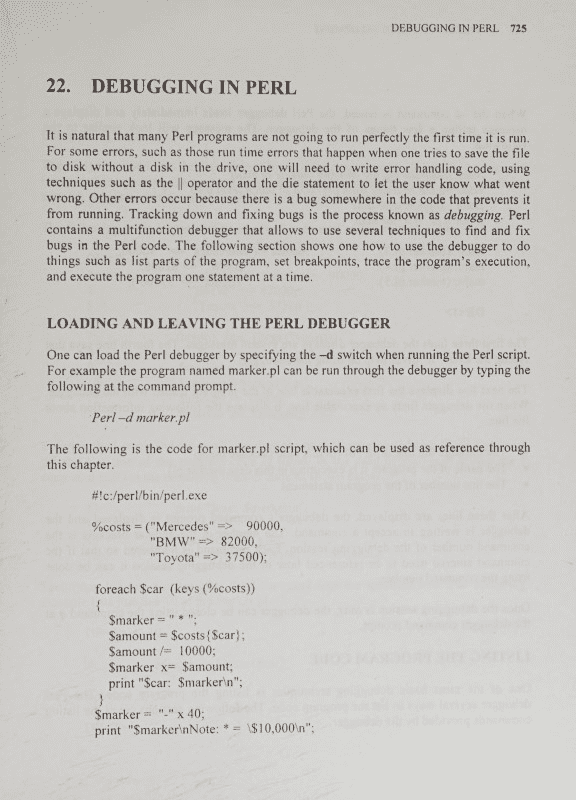 DEBUGGING IN PERL 725
22. DEBUGGING IN PERL
It is natural that many Perl programs are not going to run perfectly the first time it is run.
For some errors, such as those run time errors that happen when one tries to save the file
to disk without a disk in the drive, one will need to write error handling code, using
techniques such as the || operator and the die statement to let the user know what went
wrong. Other errors occur because there is a bug somewhere in the code that prevents it
from running. Tracking down and fixing bugs is the process known as debugging. Perl
contains a multifunction debugger that allows to use several techniques to find and fix
bugs in the Perl code. The following section shows one how to use the debugger to do
things such as list parts of the program, set breakpoints, trace the program's execution,
and execute the program one statement at a time.
LOADING AND LEAVING THE PERL DEBUGGER
One can load the Perl debugger by specifying the –d switch when running the Perl script.
For example the program named marker.pl can be run through the debugger by typing the
following at the command prompt.
Perl –d marker.pl
The following is the code for marker.pl script, which can be used as reference through
this chapter.
#!c:/perl/bin/perl.exe
%costs = ("Mercedes" => 90000,
"BMW" => 82000,
"Toyota" => 37500);
foreach $car (keys (%costs))
{
$marker = " * ";
$amount = $costs{$car};
$amount /= 10000;
$marker x= $amount;
print "$car: $marker\n";
}
$marker = "-" x 40;
print "$marker\nNote: * = \$10,000\n";